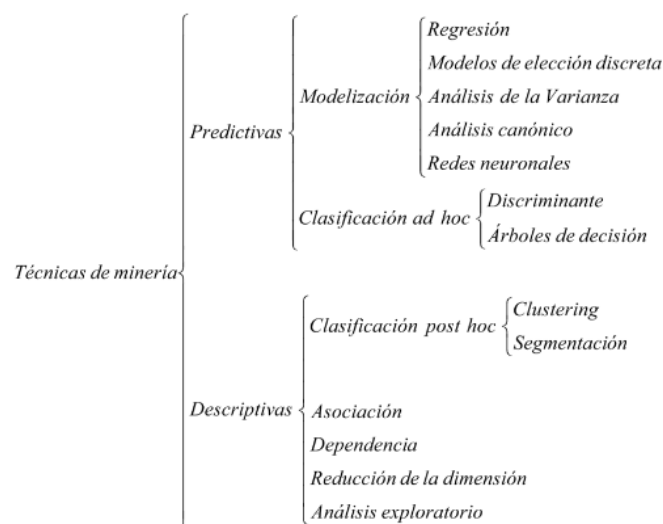 Regresión
Modelos de elección discreta
Modelización
Análisis de la Varianza
Análisis canónico
Predictivas
Redes neuronales
Discriminante
Clasificación ad hoc
Árboles de decisión
Técnicas de minería
Clustering
Clasificación post hoc
Segmentación
Descriptivas
Asociación
Dependencia
Reducción de la dimensión
Análisis exploratorio